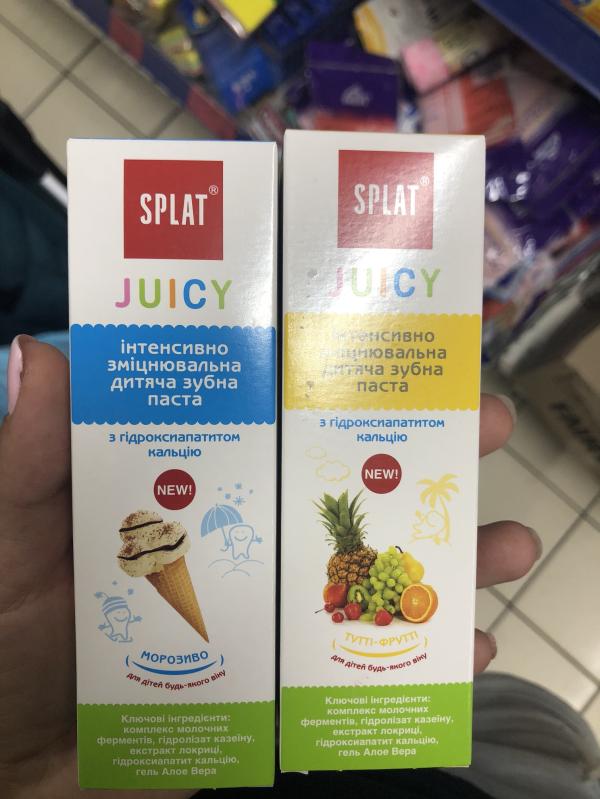 SPLAT®
JUICY
інтенсивно
зміцнювальна
дитяча зубна
паста
з гідроксиапатитом
кальцію
NEW!
МОРОЗИВО
для дітей будь-якого віку
Ключові інгредієнти:
комплекс молочних
ферментів, гідролізат казеїну,
екстракт локриці,
гідроксиапатит кальцію,
гель Алое Вера
SPLAT®
JUICY
інтенсивно
зміцнювальна
дитяча зубна
паста
з гідроксиапатитом
кальцію
NEW!
ТУТТІ-ФРУТТІ
для дітей будь-якого віку
Ключові інгредієнти:
комплекс молочних
ферментів, гідролізат казеїну,
екстракт локриці,
гідроксиапатит кальцію,
гель Алое Вера